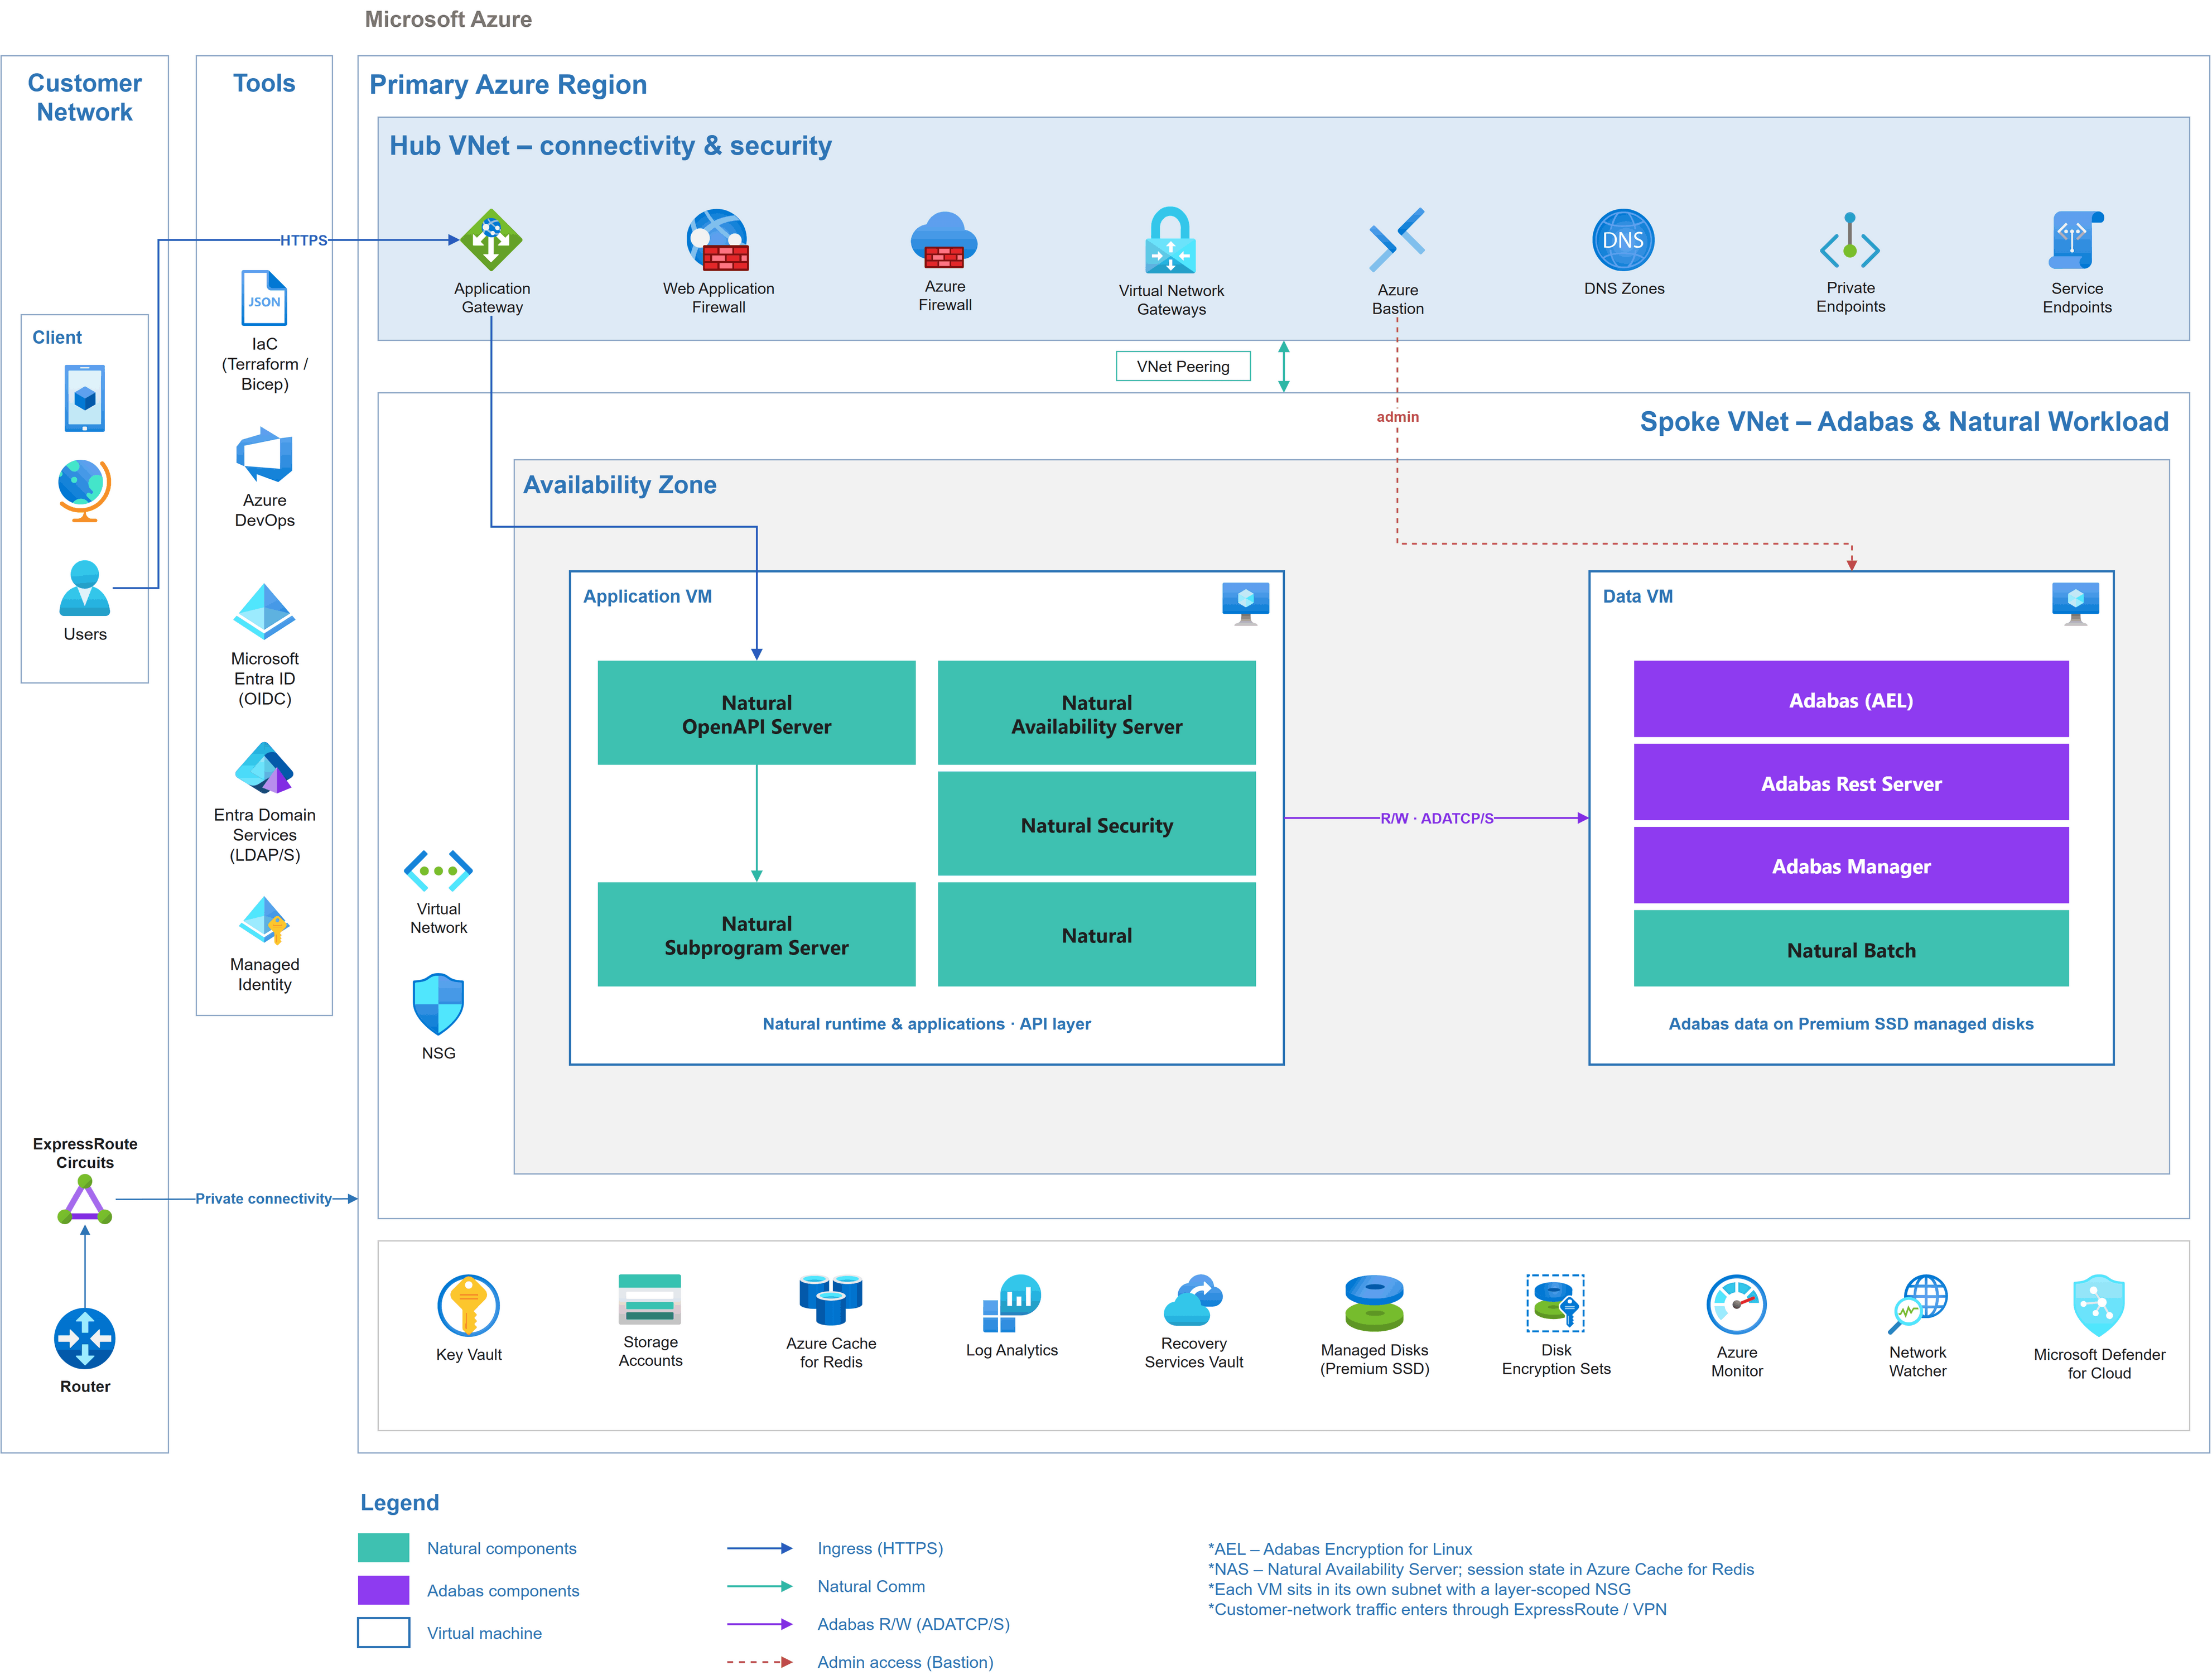 Microsoft Azure
Customer
Network
Tools
Primary Azure Region
Hub VNet – connectivity & security
HTTPS
Application
Gateway
Web Application
Firewall
Azure
Firewall
Virtual Network
Gateways
Azure
Bastion
DNS
DNS Zones
Private
Endpoints
Service
Endpoints
Client
Users
JSON
IaC
(Terraform /
Bicep)
Azure
DevOps
Microsoft
Entra ID
(OIDC)
Entra Domain
Services
(LDAP/S)
Managed
Identity
VNet Peering
admin
Spoke VNet – Adabas & Natural Workload
Availability Zone
Virtual
Network
NSG
Application VM
Natural
OpenAPI Server
Natural
Availability Server
Natural Security
Natural
Subprogram Server
Natural
Natural runtime & applications · API layer
R/W · ADATCP/S
Data VM
Adabas (AEL)
Adabas Rest Server
Adabas Manager
Natural Batch
Adabas data on Premium SSD managed disks
ExpressRoute
Circuits
Private connectivity
Router
Key Vault
Storage
Accounts
Azure Cache
for Redis
Log Analytics
Recovery
Services Vault
Managed Disks
(Premium SSD)
Disk
Encryption Sets
Azure
Monitor
Network
Watcher
Microsoft Defender
for Cloud
Legend
Natural components
Adabas components
Virtual machine
Ingress (HTTPS)
Natural Comm
Adabas R/W (ADATCP/S)
Admin access (Bastion)
*AEL – Adabas Encryption for Linux
*NAS – Natural Availability Server; session state in Azure Cache for Redis
*Each VM sits in its own subnet with a layer-scoped NSG
*Customer-network traffic enters through ExpressRoute / VPN